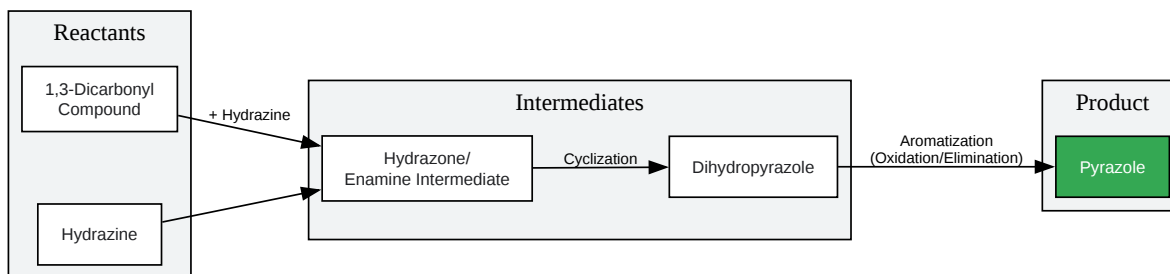 Reactants
1,3-Dicarbonyl
Compound
Hydrazine
+ Hydrazine
Intermediates
Hydrazone/
Enamine Intermediate
Cyclization
Dihydropyrazole
Aromatization
(Oxidation/Elimination)
Product
Pyrazole